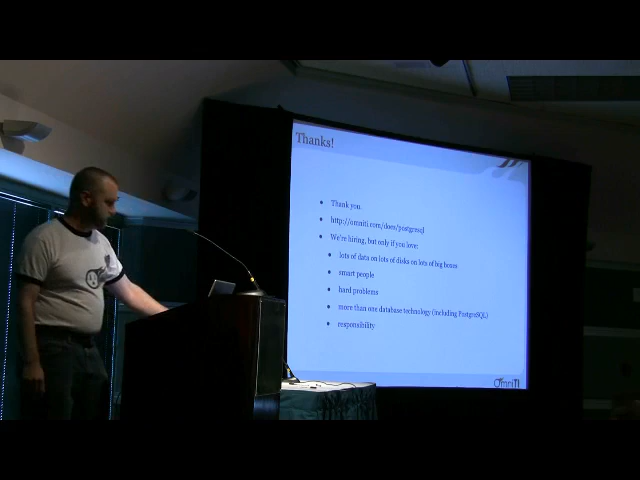 Thanks!
Thank you.
http://omniti.com/does/postgresql
We're hiring, but only if you love:
lots of data on lots of disks on lots of big boxes
smart people
hard problems
more than one database technology (including PostgreSQL)
responsibility
OmniTI